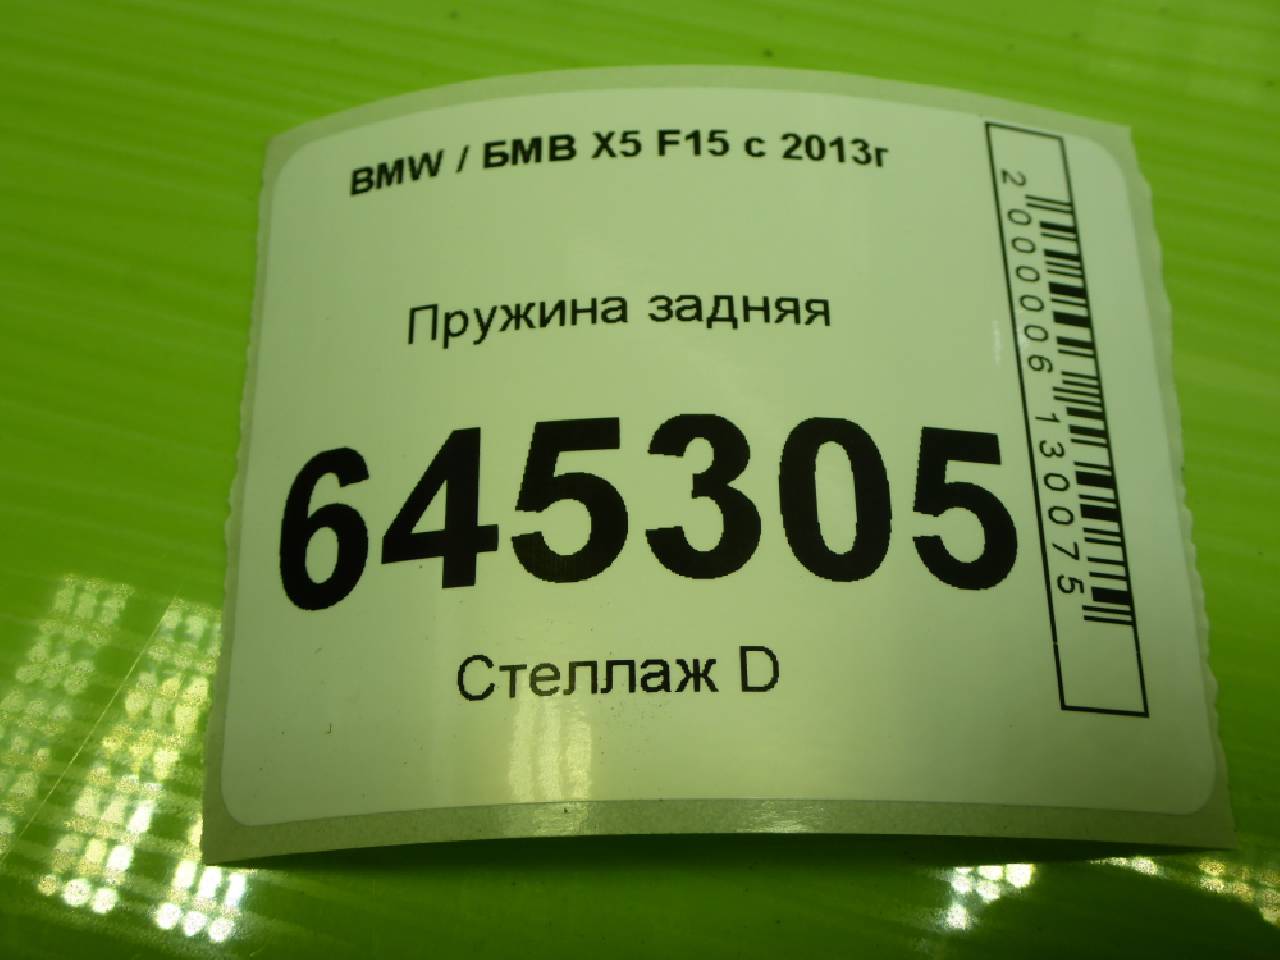 BMW / БМВ X5 F15 с 2013г
Пружина задняя
645305
Стеллаж D
2000006130075